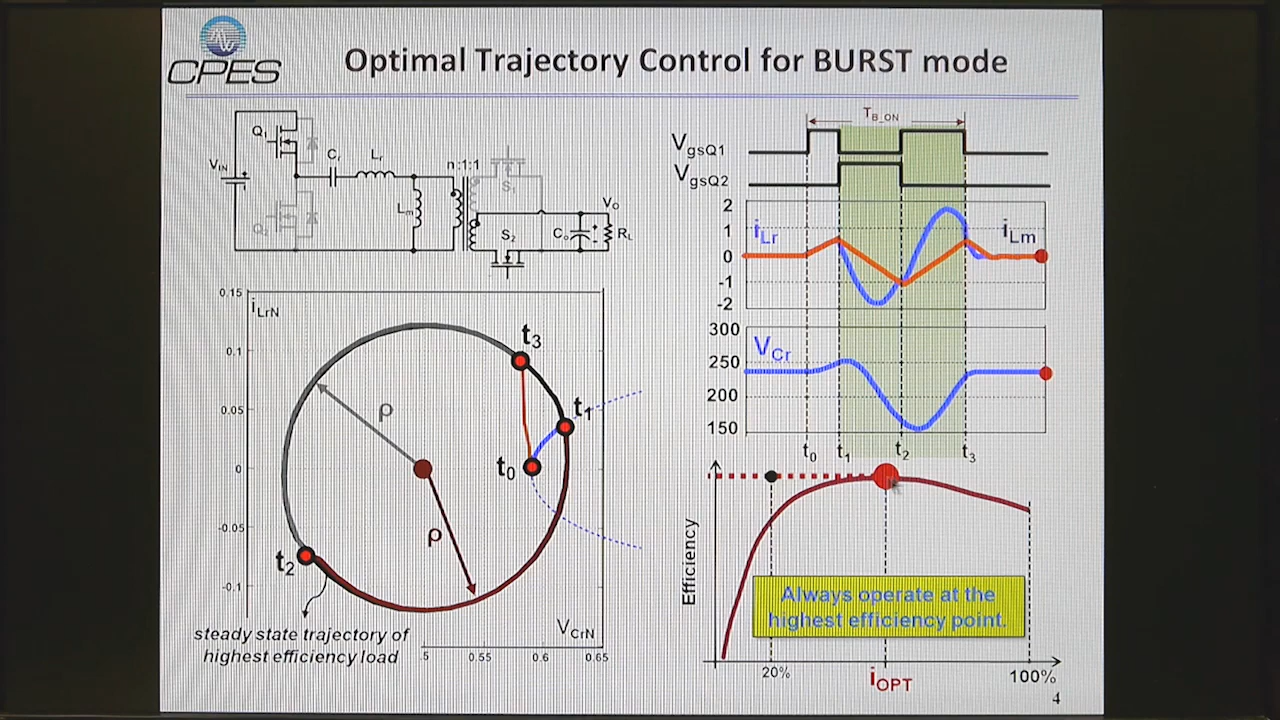 CPES
Optimal Trajectory Control for BURST mode
Q1
VIN
Cr
Lr
n:1:1
S1
Lm
Q2
S2
VO
Co
RL
TB_ON
VgsQ1
VgsQ2
2
1
0
-1
-2
iLr
iLm
300
250
200
150
VCr
t0
t1
t2
t3
0.15
0.1
0.05
0
-0.05
-0.1
iLrN
t3
t1
t0
t2
ρ
ρ
VCrN
.5
0.55
0.6
0.65
steady state trajectory of
highest efficiency load
Efficiency
Always operate at the
highest efficiency point.
20%
iOPT
100%
4